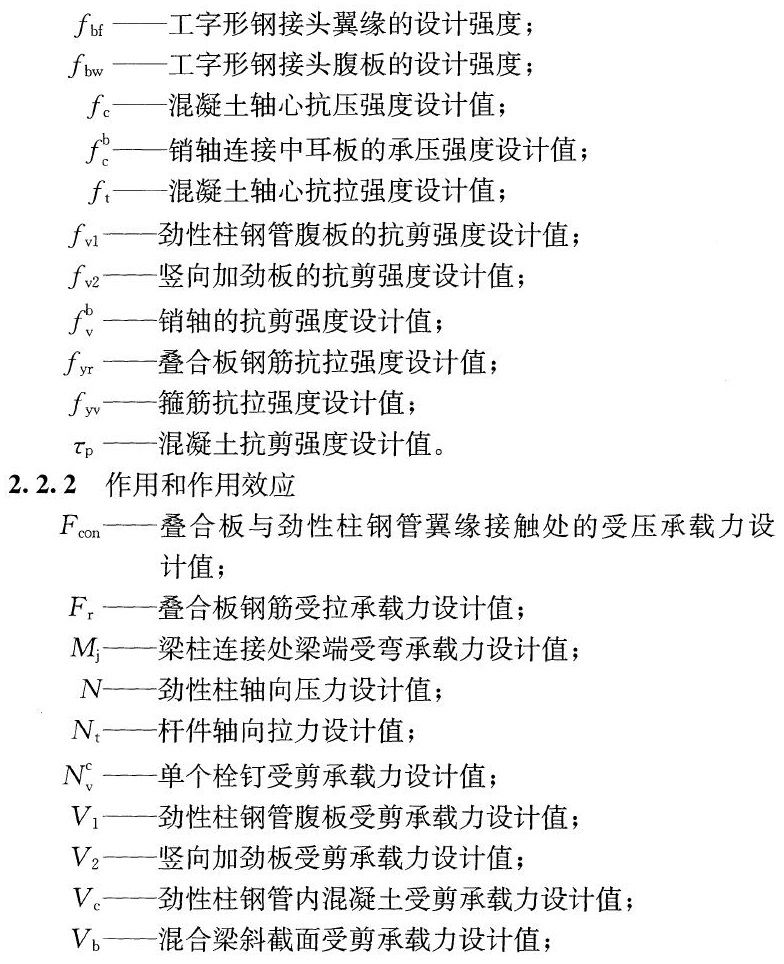 f_bf ——工字形钢接头翼缘的设计强度；
f_bw ——工字形钢接头腹板的设计强度；
f_c——混凝土轴心抗压强度设计值；
f_c^b——销轴连接中耳板的承压强度设计值；
f_t——混凝土轴心抗拉强度设计值；
f_v1——劲性柱钢管腹板的抗剪强度设计值；
f_v2——竖向加劲板的抗剪强度设计值；
f_v^b ——销轴的抗剪强度设计值；
f_yr ——叠合板钢筋抗拉强度设计值；
f_yv——箍筋抗拉强度设计值；
τ_p ——混凝土抗剪强度设计值。
2.2.2 作用和作用效应
F_con——叠合板与劲性柱钢管翼缘接触处的受压承载力设
计值；
F_r ——叠合板钢筋受拉承载力设计值；
M_j——梁柱连接处梁端受弯承载力设计值；
N——劲性柱轴向压力设计值；
N_t——杆件轴向拉力设计值；
N_v^c ——单个栓钉受剪承载力设计值；
V_1——劲性柱钢管腹板受剪承载力设计值；
V_2——竖向加劲板受剪承载力设计值；
V_c——劲性柱钢管内混凝土受剪承载力设计值；
V_b——混合梁斜截面受剪承载力设计值；